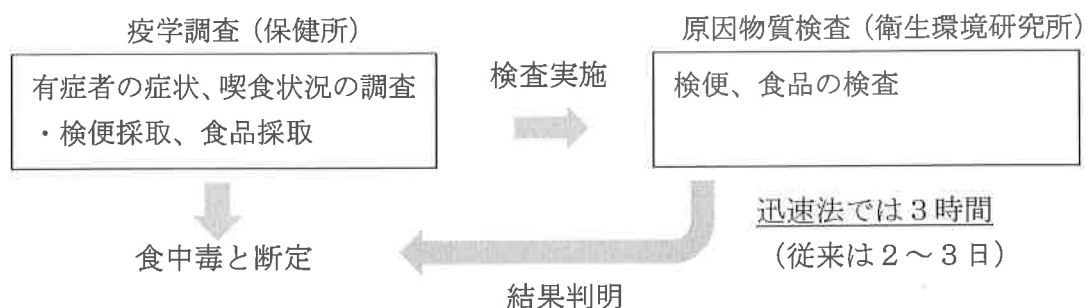 疫学調査（保健所）
有症者の症状、喫食状況の調査
・検便採取、食品採取
検査実施
原因物質検査（衛生環境研究所）
検便、食品の検査
迅速法では３時間
（従来は２～３日）
食中毒と断定
結果判明